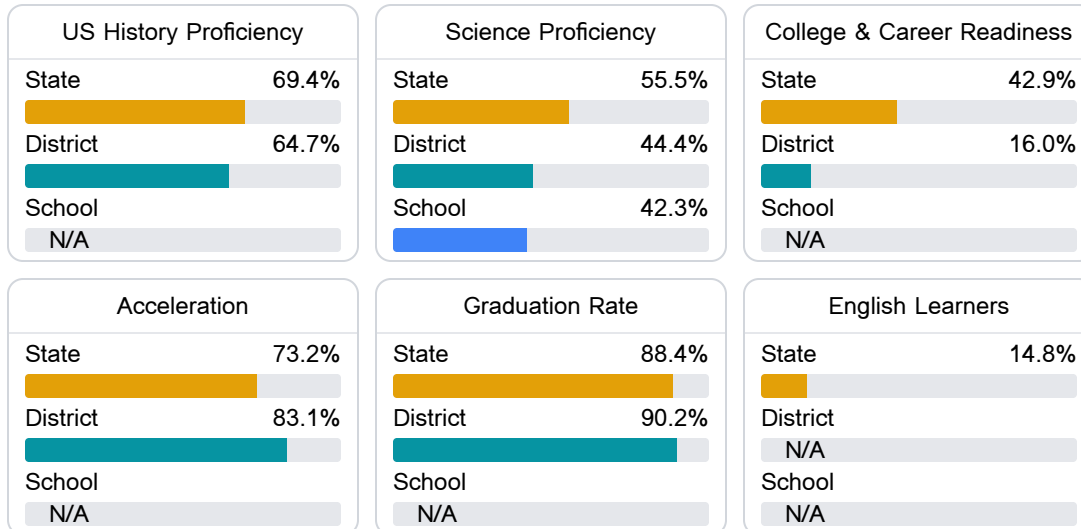 US History Proficiency
State 69.4%
District 64.7%
School
N/A
Science Proficiency
State 55.5%
District 44.4%
School 42.3%
College & Career Readiness
State 42.9%
District 16.0%
School
N/A
Acceleration
State 73.2%
District 83.1%
School
N/A
Graduation Rate
State 88.4%
District 90.2%
School
N/A
English Learners
State 14.8%
District
N/A
School
N/A